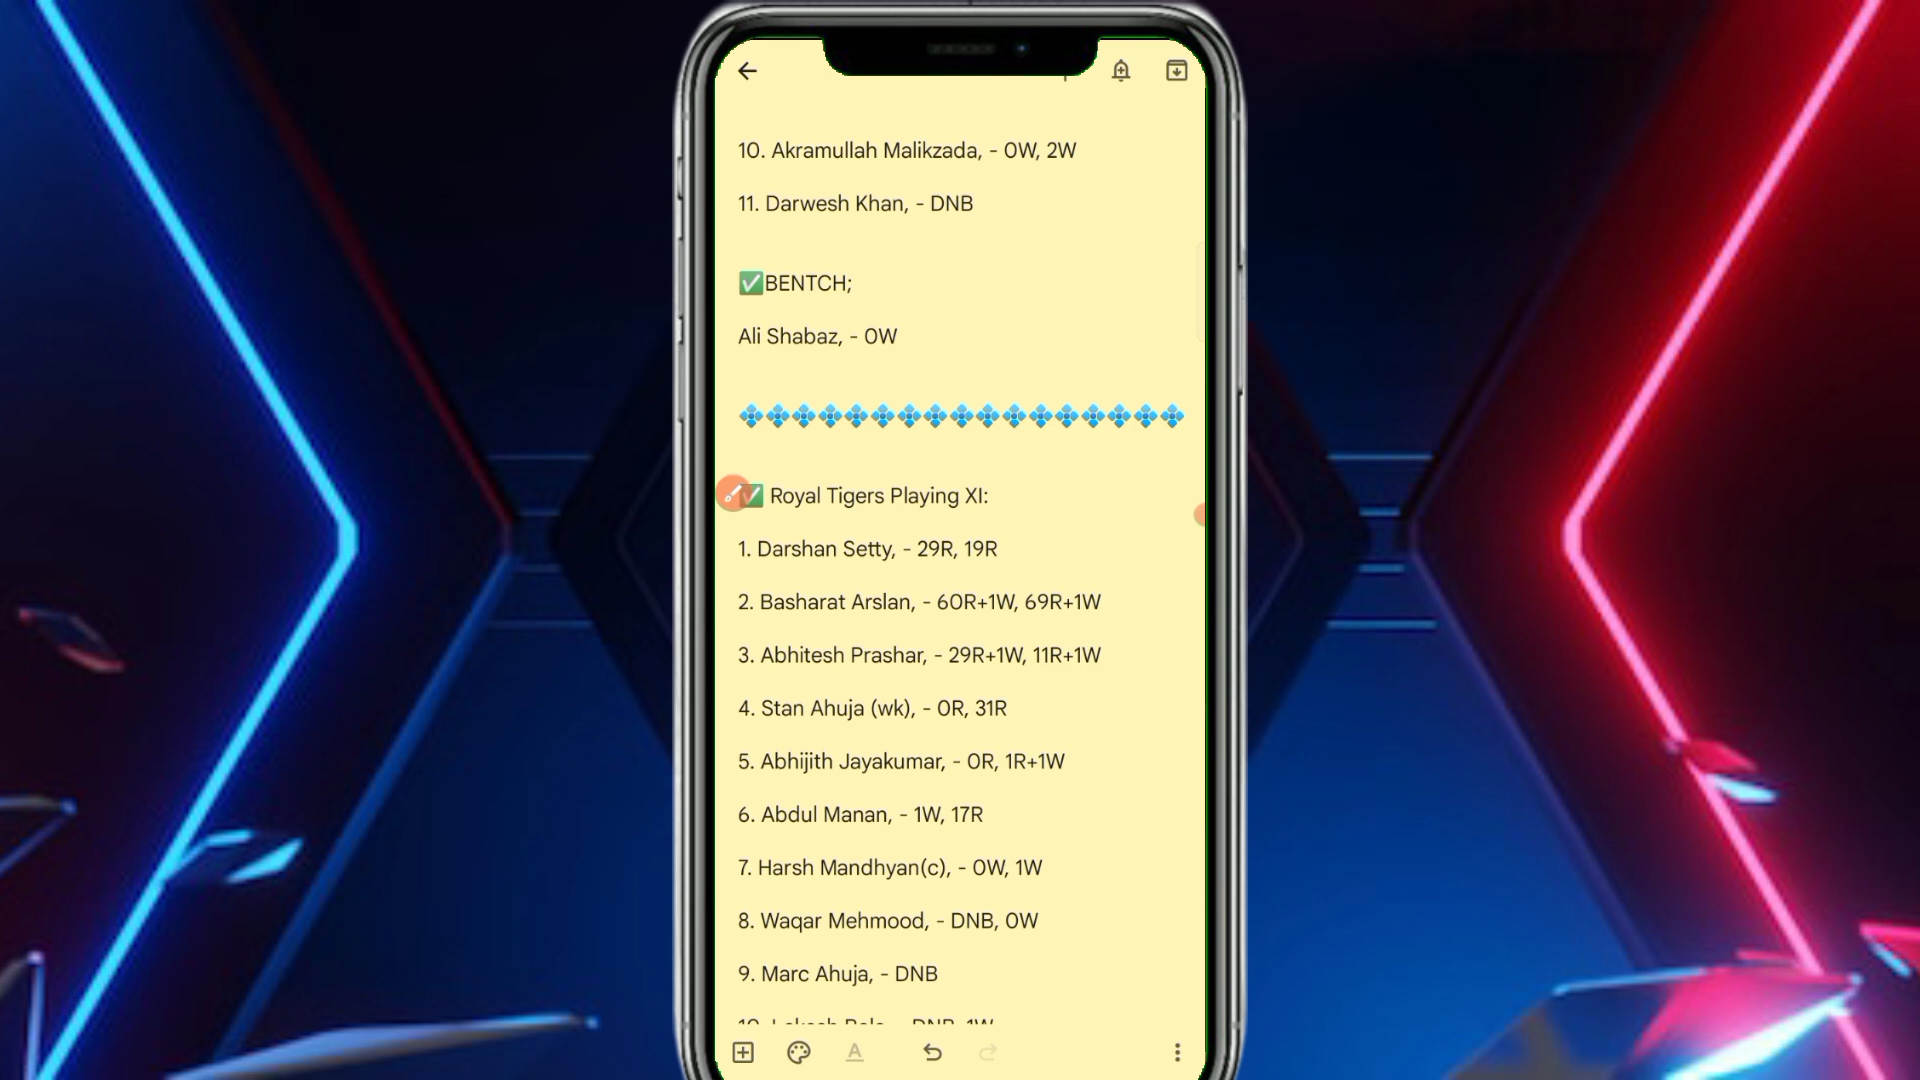 10. Akramullah Malikzada, - 0W, 2W
11. Darwesh Khan, - DNB
✅BENTCH;
Ali Shabaz, - 0W
💠💠💠💠💠💠💠💠💠💠💠💠💠💠💠💠💠
✅ Royal Tigers Playing XI:
1. Darshan Setty, - 29R, 19R
2. Basharat Arslan, - 60R+1W, 69R+1W
3. Abhitesh Prashar, - 29R+1W, 11R+1W
4. Stan Ahuja (wk), - 0R, 31R
5. Abhijith Jayakumar, - 0R, 1R+1W
6. Abdul Manan, - 1W, 17R
7. Harsh Mandhyan(c), - 0W, 1W
8. Waqar Mehmood, - DNB, 0W
9. Marc Ahuja, - DNB